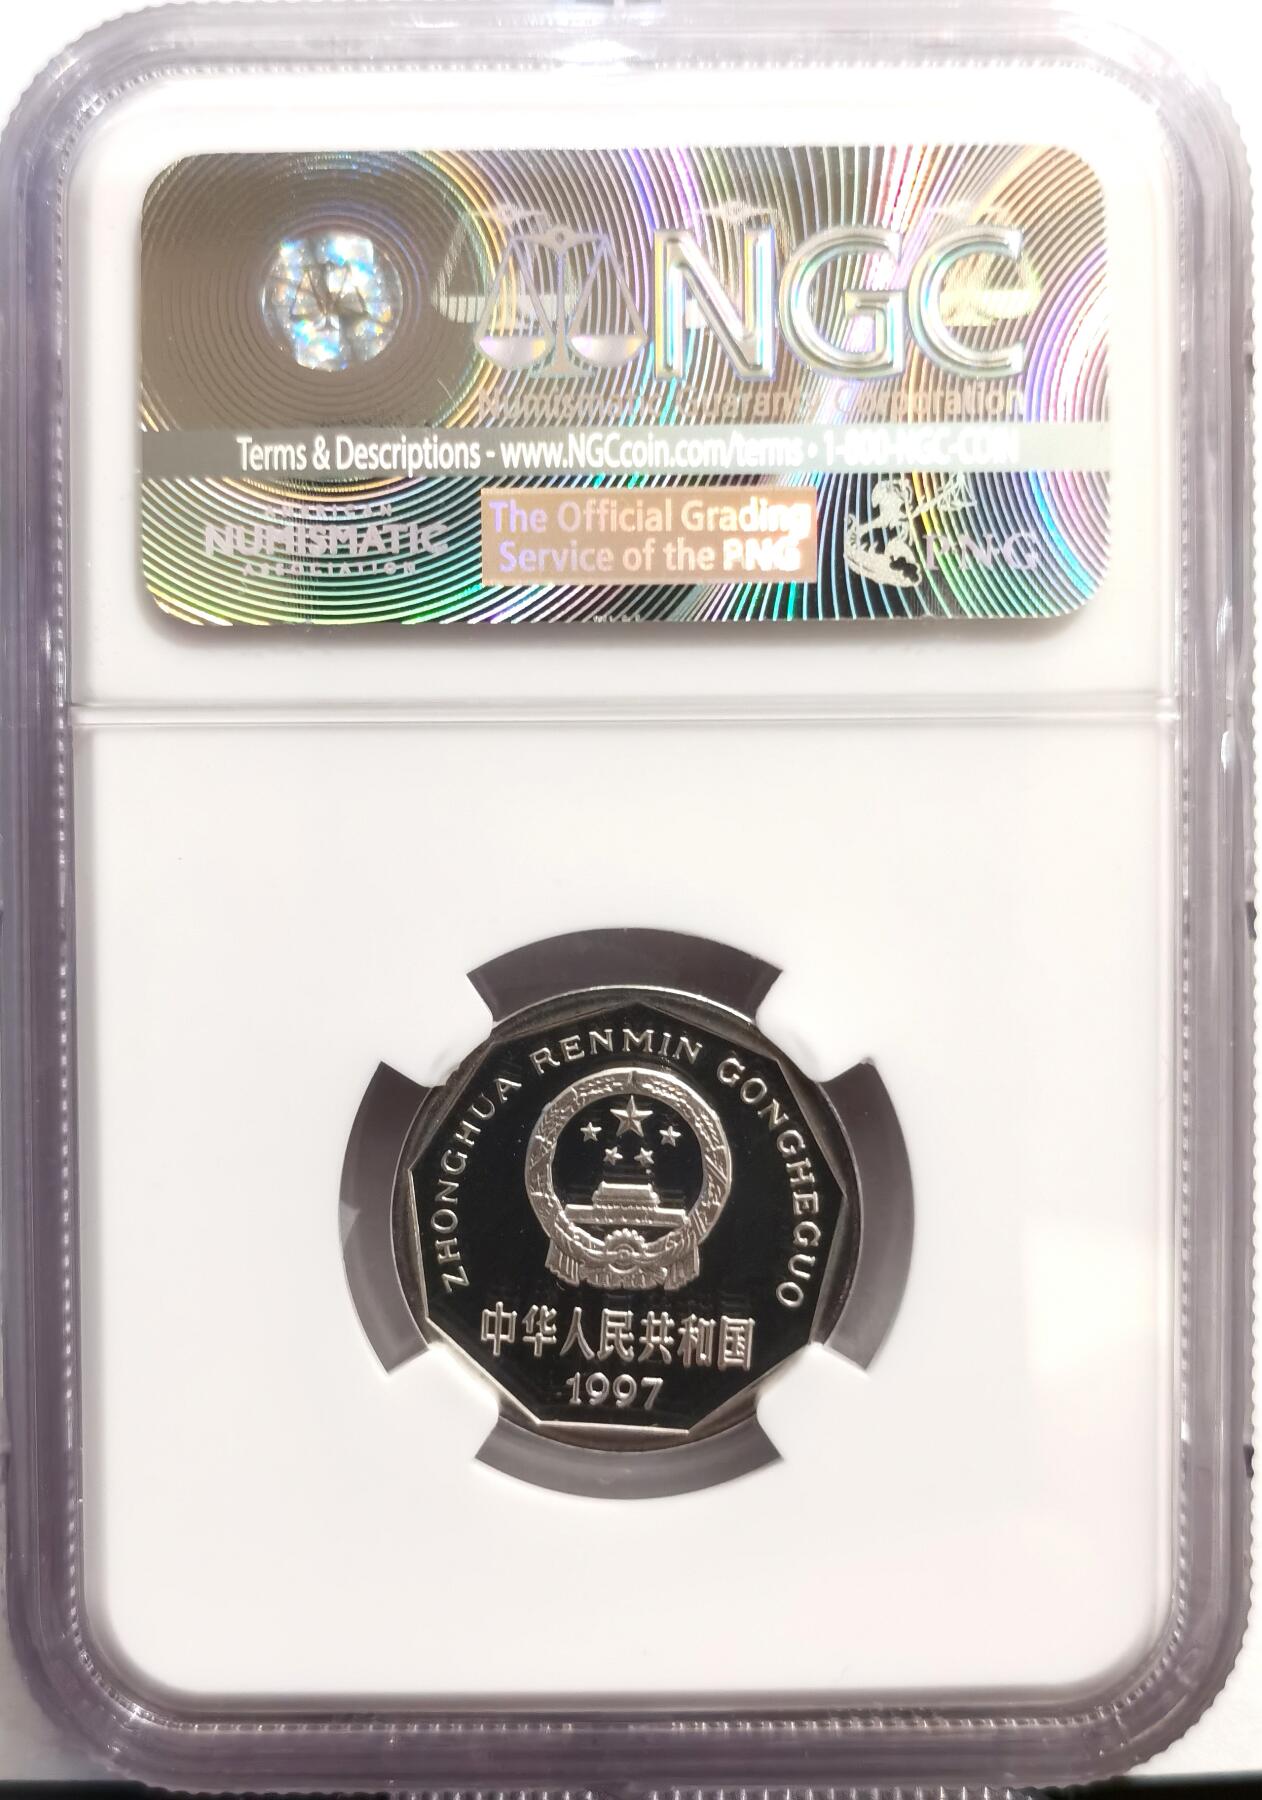 NGC
Numismatic Guaranty Corporation
Terms & Descriptions - www.NGCcoin.com/terms • 1-800-NGC-COIN
AMERICAN
NUMISMATIC
ASSOCIATION
The Official Grading
Service of the PNG
PNG
ZHONGHUA RENMIN GONGHEGUO
中华人民共和国
1997